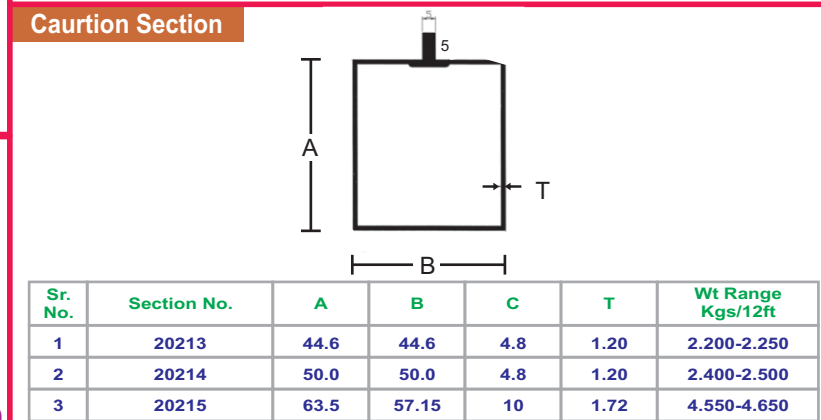 Caurtion Section
5
5
A
T
B
Sr. No. Section No. A B C T Wt Range Kgs/12ft
1 20213 44.6 44.6 4.8 1.20 2.200-2.250
2 20214 50.0 50.0 4.8 1.20 2.400-2.500
3 20215 63.5 57.15 10 1.72 4.550-4.650